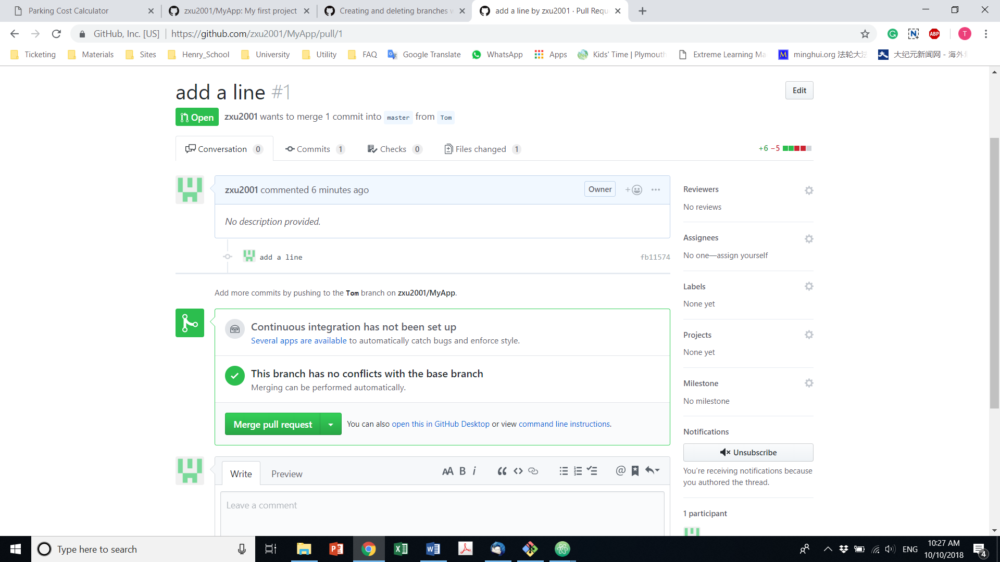 Parking Cost Calculator
zxu2001/MyApp: My first project
Creating and deleting branches w
add a line by zxu2001 · Pull Requ
GitHub, Inc. [US]
https://github.com/zxu2001/MyApp/pull/1
ABP
T
Ticketing
Materials
Sites
Henry_School
University
Utility
FAQ
Google Translate
WhatsApp
Apps
Kids' Time | Plymouth
Extreme Learning Ma
M
minghui.org 法轮大法
大纪元新闻网 - 海外
add a line #1
Edit
Open
zxu2001 wants to merge 1 commit into master from Tom
Conversation 0
Commits 1
Checks 0
Files changed 1
+6 −5
zxu2001 commented 6 minutes ago
Owner
No description provided.
add a line
fb11574
Add more commits by pushing to the Tom branch on zxu2001/MyApp.
Continuous integration has not been set up
Several apps are available to automatically catch bugs and enforce style.
This branch has no conflicts with the base branch
Merging can be performed automatically.
Merge pull request
You can also open this in GitHub Desktop or view command line instructions.
Write
Preview
AA B i
Leave a comment
Reviewers
No reviews
Assignees
No one—assign yourself
Labels
None yet
Projects
None yet
Milestone
No milestone
Notifications
Unsubscribe
You're receiving notifications because
you authored the thread.
1 participant
Type here to search
ENG
10:27 AM
10/10/2018
4